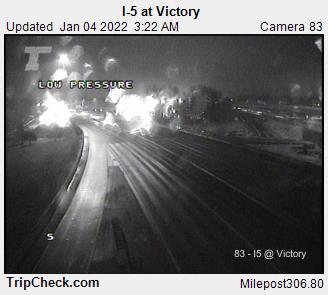 I-5 at Victory
Updated Jan 04 2022 3:22 AM Camera 83
T
LOW PRESSURE
S
83 - I5 @ Victory
TripCheck.com Milepost306.80